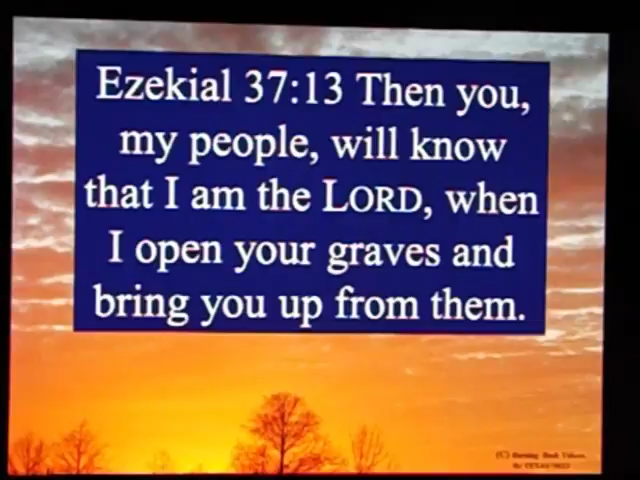 Ezekial 37:13 Then you,
my people, will know
that I am the LORD, when
I open your graves and
bring you up from them.
(C)